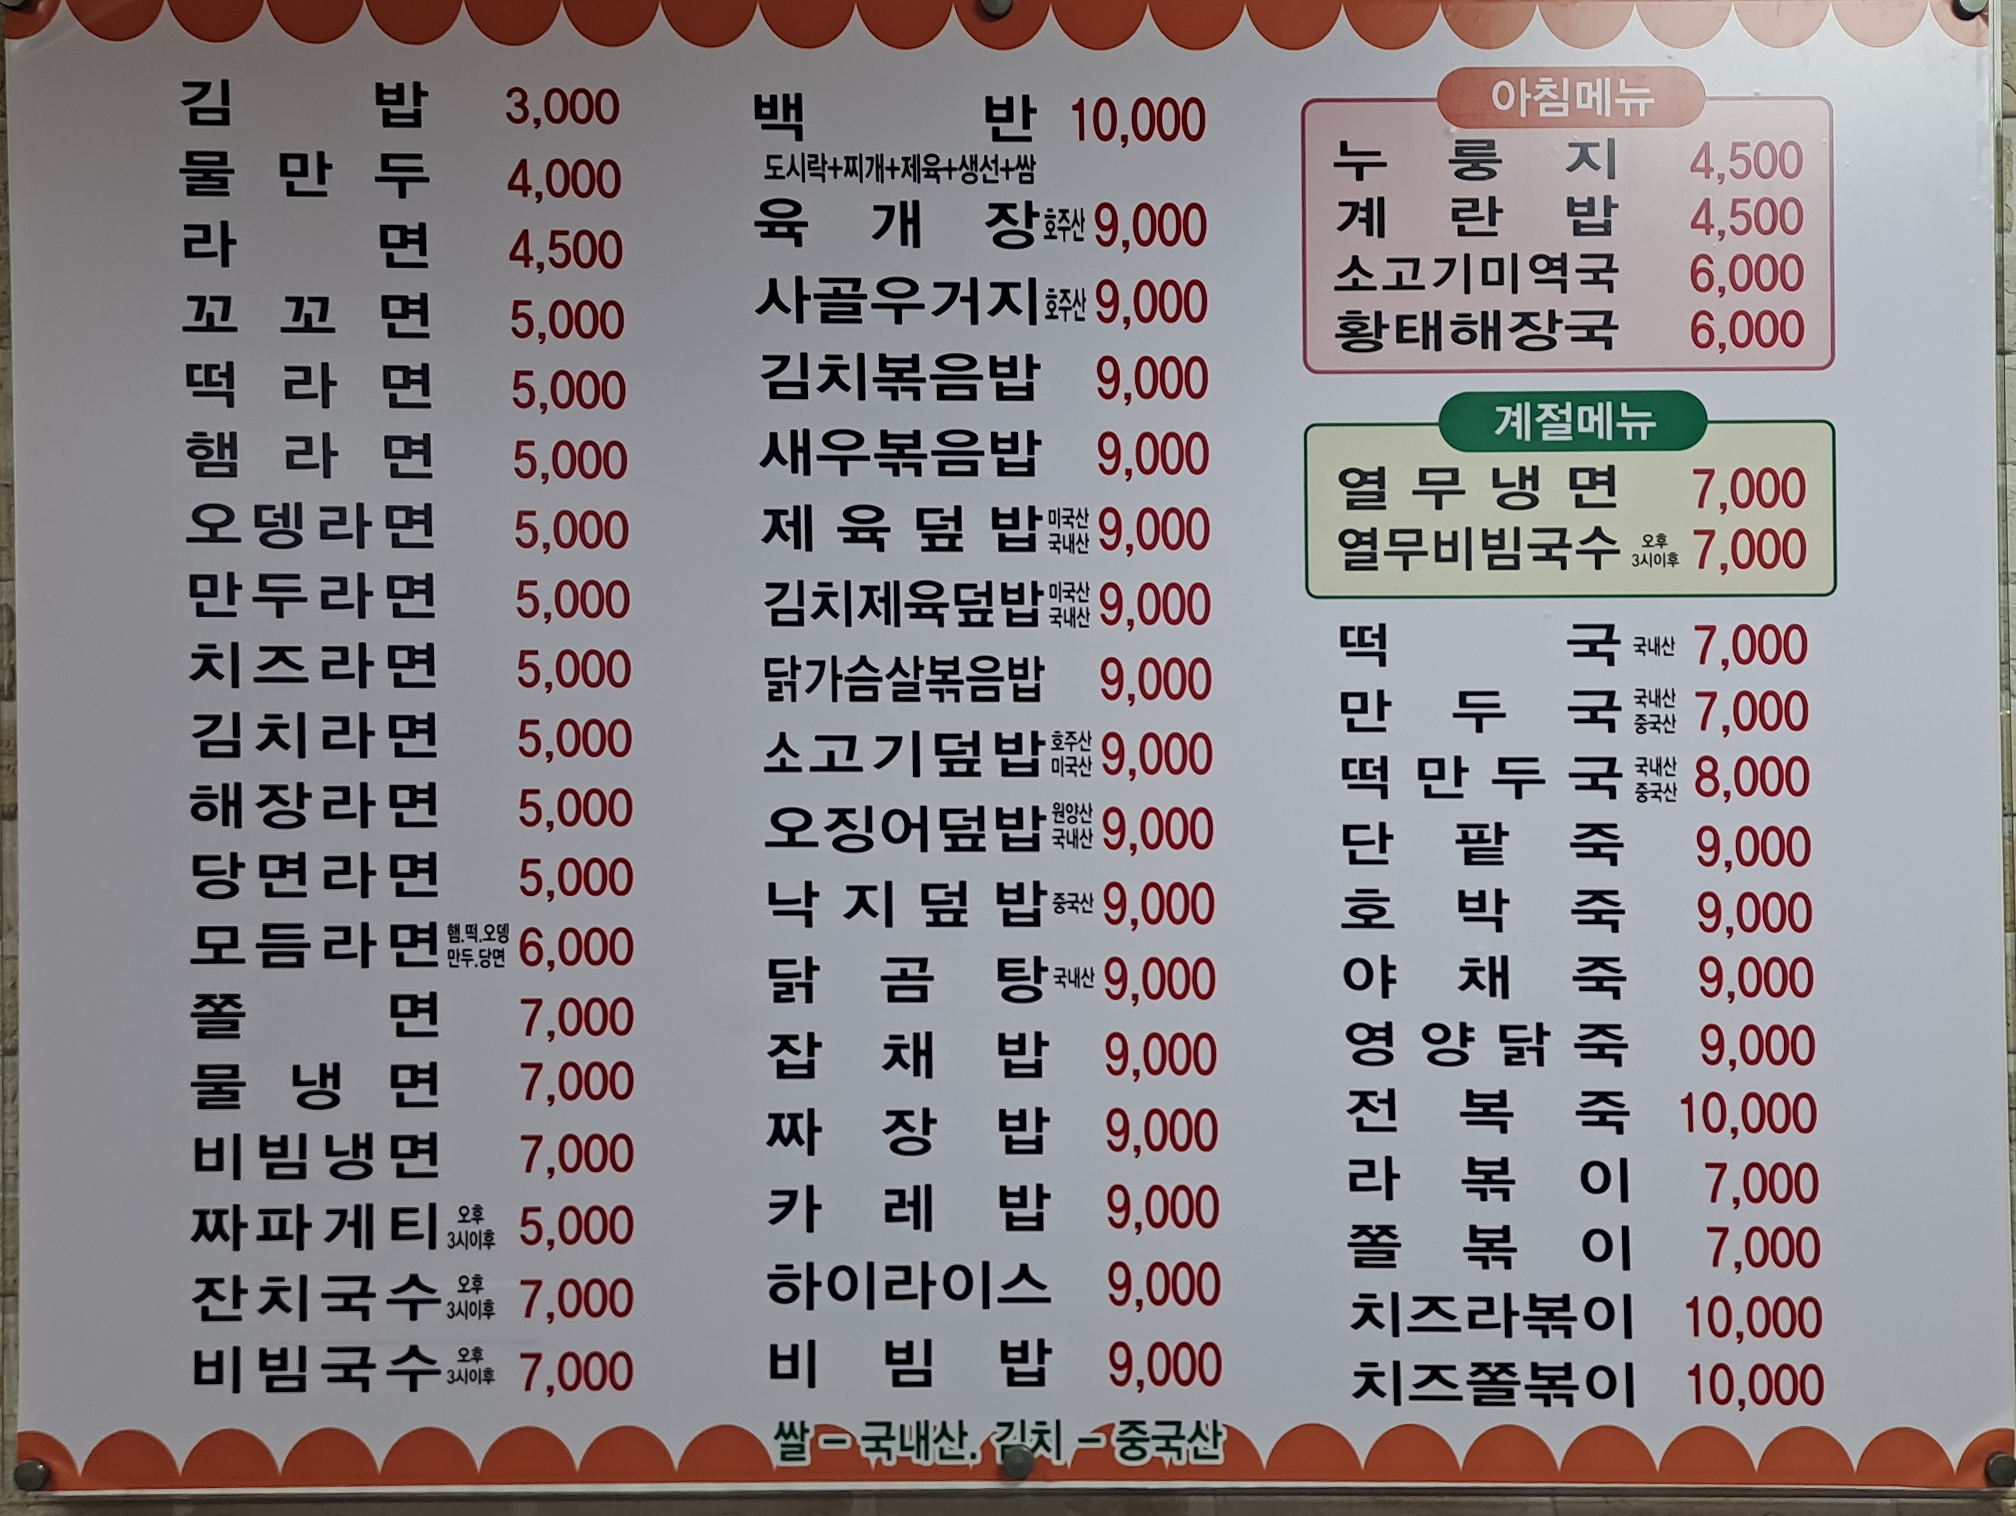 김밥 3,000
물만두 4,000
라면 4,500
꼬꼬면 5,000
떡라면 5,000
햄라면 5,000
오뎅라면 5,000
만두라면 5,000
치즈라면 5,000
김치라면 5,000
해장라면 5,000
당면라면 5,000
모듬라면 햄.떡.오뎅 만두.당면 6,000
쫄면 7,000
물냉면 7,000
비빔냉면 7,000
짜파게티 오후 3시이후 5,000
잔치국수 오후 3시이후 7,000
비빔국수 오후 3시이후 7,000
백반 10,000
도시락+찌개+제육+생선+쌈
육개장 호주산 9,000
사골우거지 호주산 9,000
김치볶음밥 9,000
새우볶음밥 9,000
제육덮밥 미국산 국내산 9,000
김치제육덮밥 미국산 국내산 9,000
닭가슴살볶음밥 9,000
소고기덮밥 호주산 미국산 9,000
오징어덮밥 원양산 국내산 9,000
낙지덮밥 중국산 9,000
닭곰탕 국내산 9,000
잡채밥 9,000
짜장밥 9,000
카레밥 9,000
하이라이스 9,000
비빔밥 9,000
아침메뉴
누룽지 4,500
계란밥 4,500
소고기미역국 6,000
황태해장국 6,000
계절메뉴
열무냉면 7,000
열무비빔국수 오후 3시이후 7,000
떡국 국내산 7,000
만두국 국내산 중국산 7,000
떡만두국 국내산 중국산 8,000
단팥죽 9,000
호박죽 9,000
야채죽 9,000
영양닭죽 9,000
전복죽 10,000
라볶이 7,000
쫄볶이 7,000
치즈라볶이 10,000
치즈쫄볶이 10,000
쌀 - 국내산. 김치 - 중국산